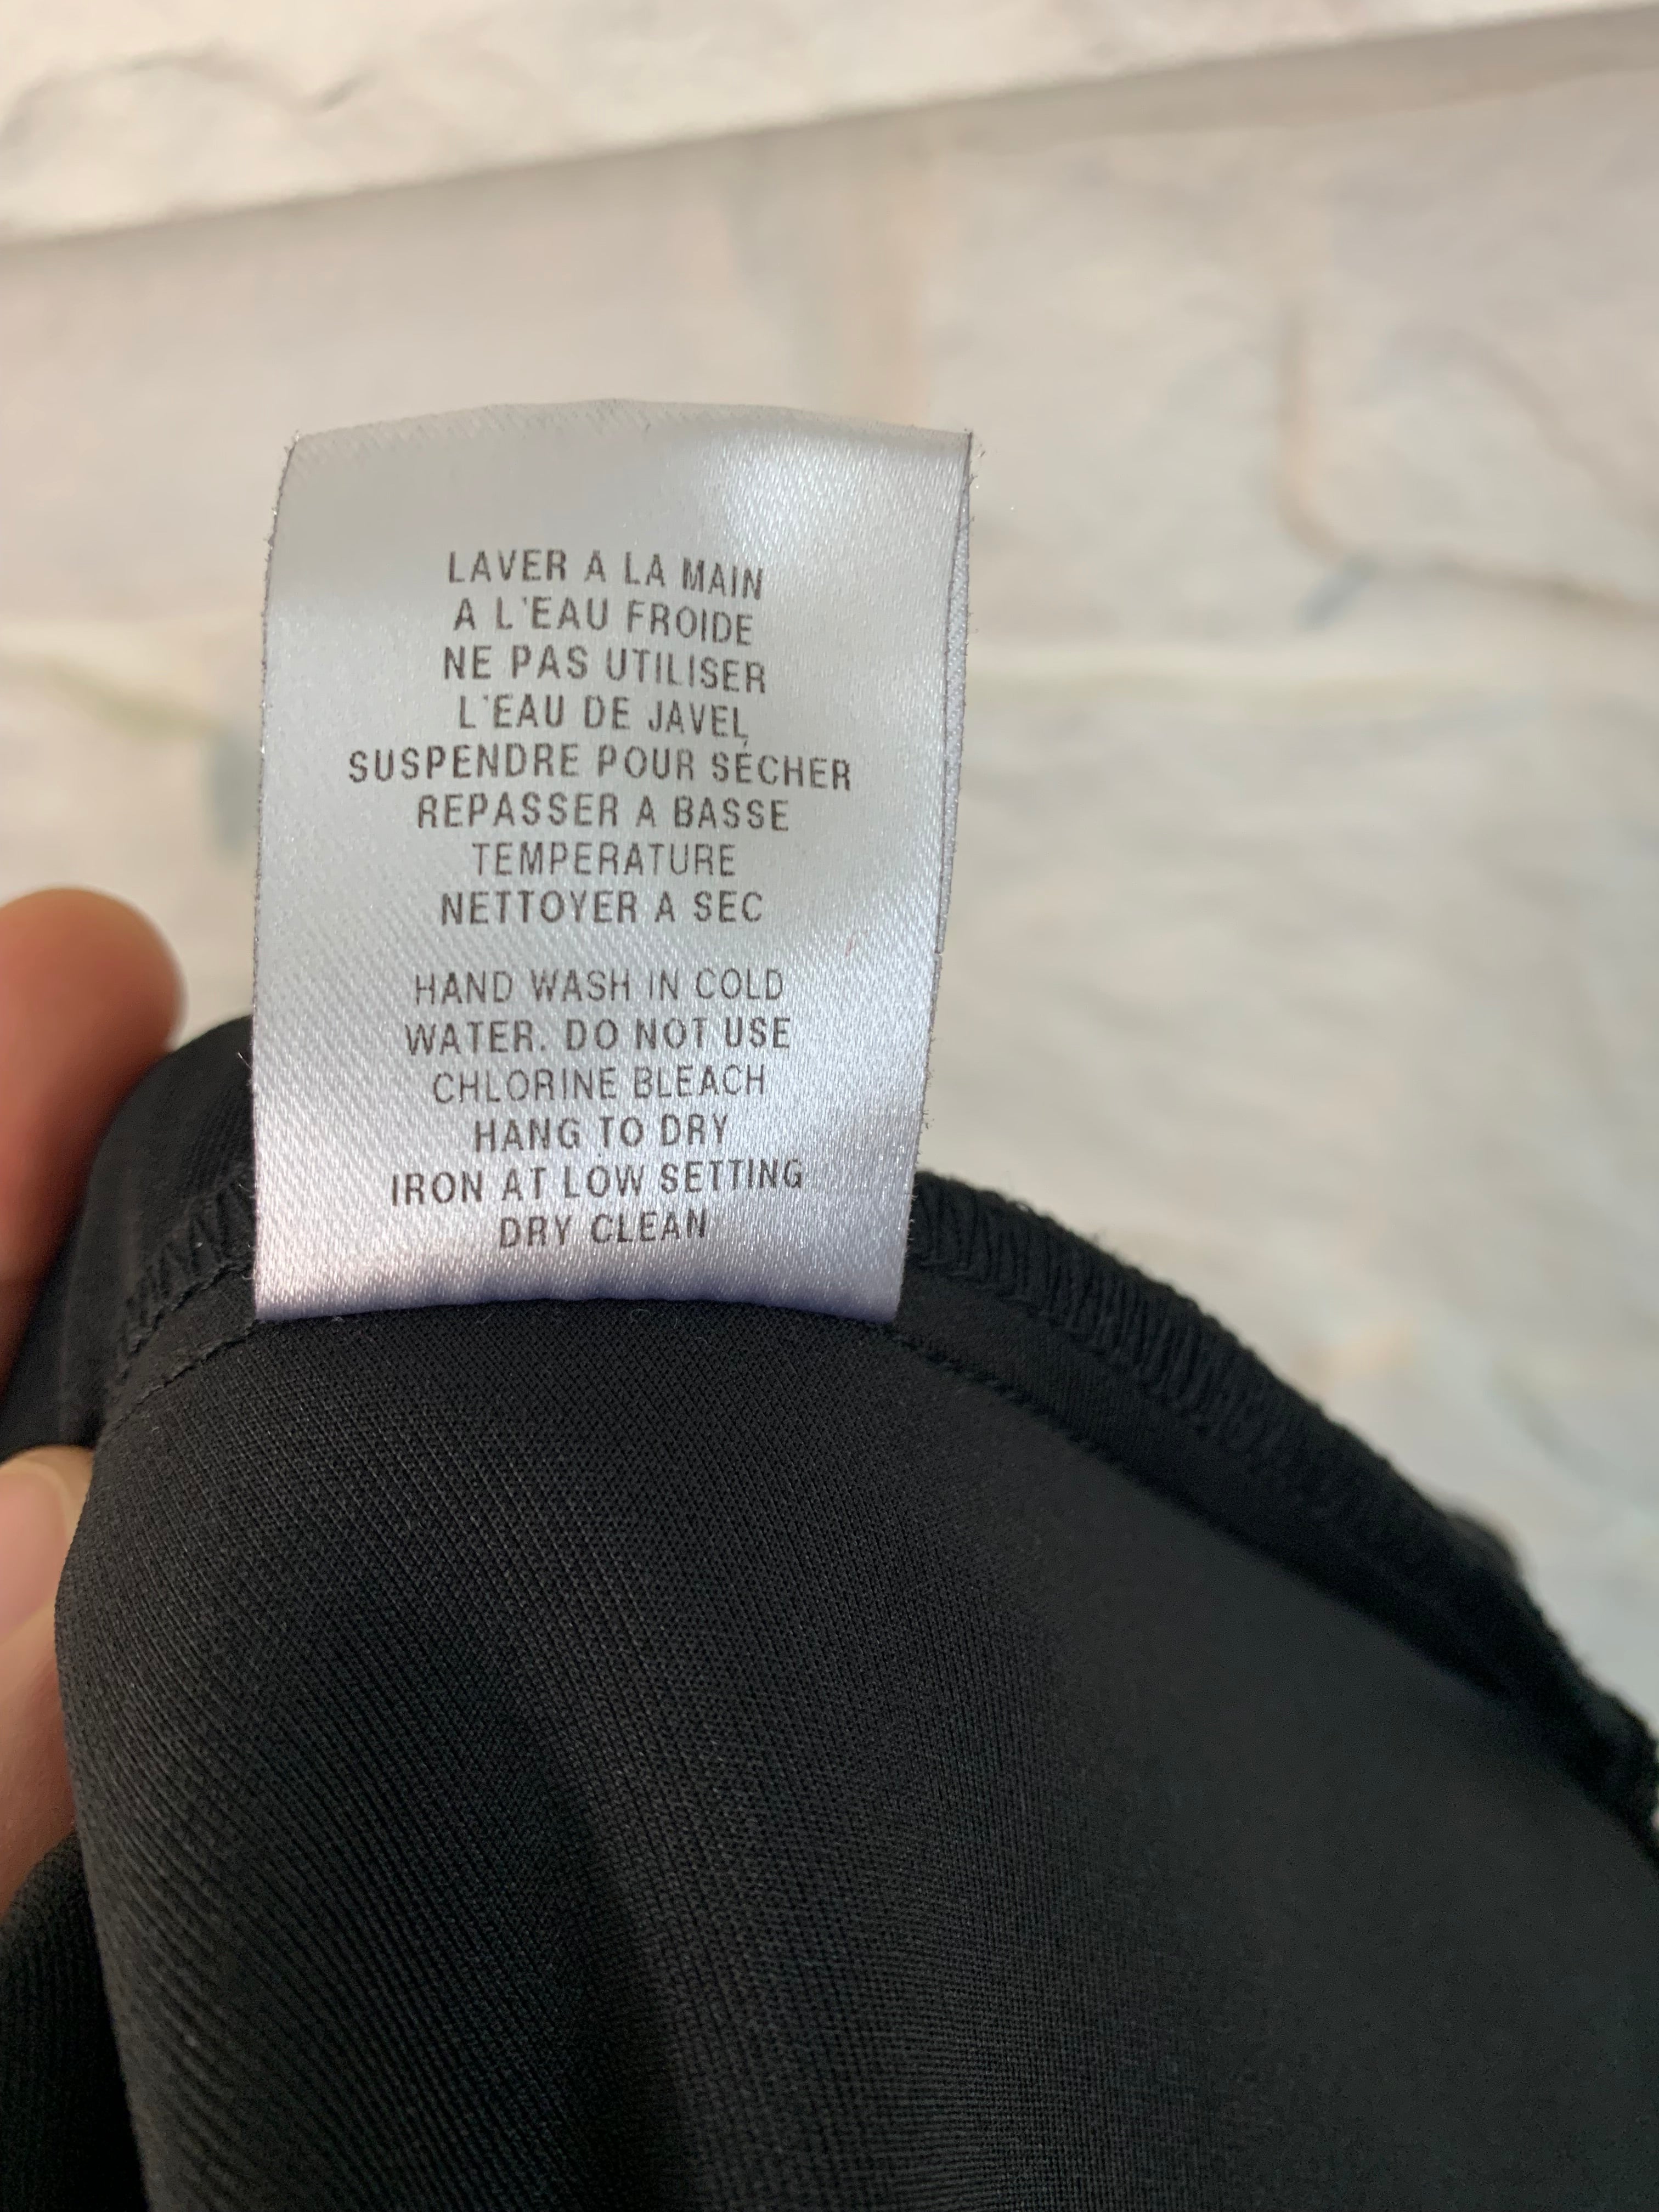 LAVER A LA MAIN
A L'EAU FROIDE
NE PAS UTILISER
L'EAU DE JAVEL
SUSPENDRE POUR SÉCHER
REPASSER A BASSE
TEMPERATURE
NETTOYER A SEC
HAND WASH IN COLD
WATER. DO NOT USE
CHLORINE BLEACH
HANG TO DRY
IRON AT LOW SETTING
DRY CLEAN